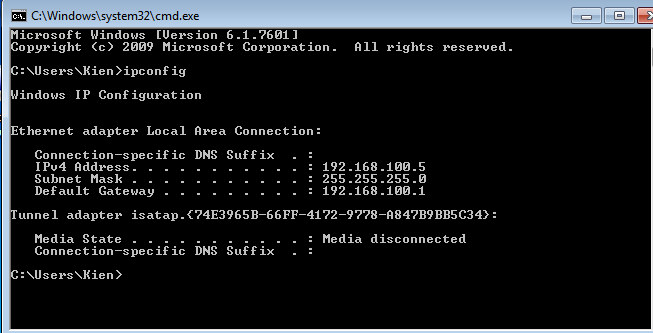 C:\Windows\system32\cmd.exe
Microsoft Windows [Version 6.1.7601]
Copyright (c) 2009 Microsoft Corporation.  All rights reserved.
C:\Users\Kien>ipconfig
Windows IP Configuration
Ethernet adapter Local Area Connection:
   Connection-specific DNS Suffix  . :
   IPv4 Address. . . . . . . . . . . : 192.168.100.5
   Subnet Mask . . . . . . . . . . . : 255.255.255.0
   Default Gateway . . . . . . . . . : 192.168.100.1
Tunnel adapter isatap.{74E3965B-66FF-4172-9778-A847B9BB5C34}:
   Media State . . . . . . . . . . . : Media disconnected
   Connection-specific DNS Suffix  . :
C:\Users\Kien>